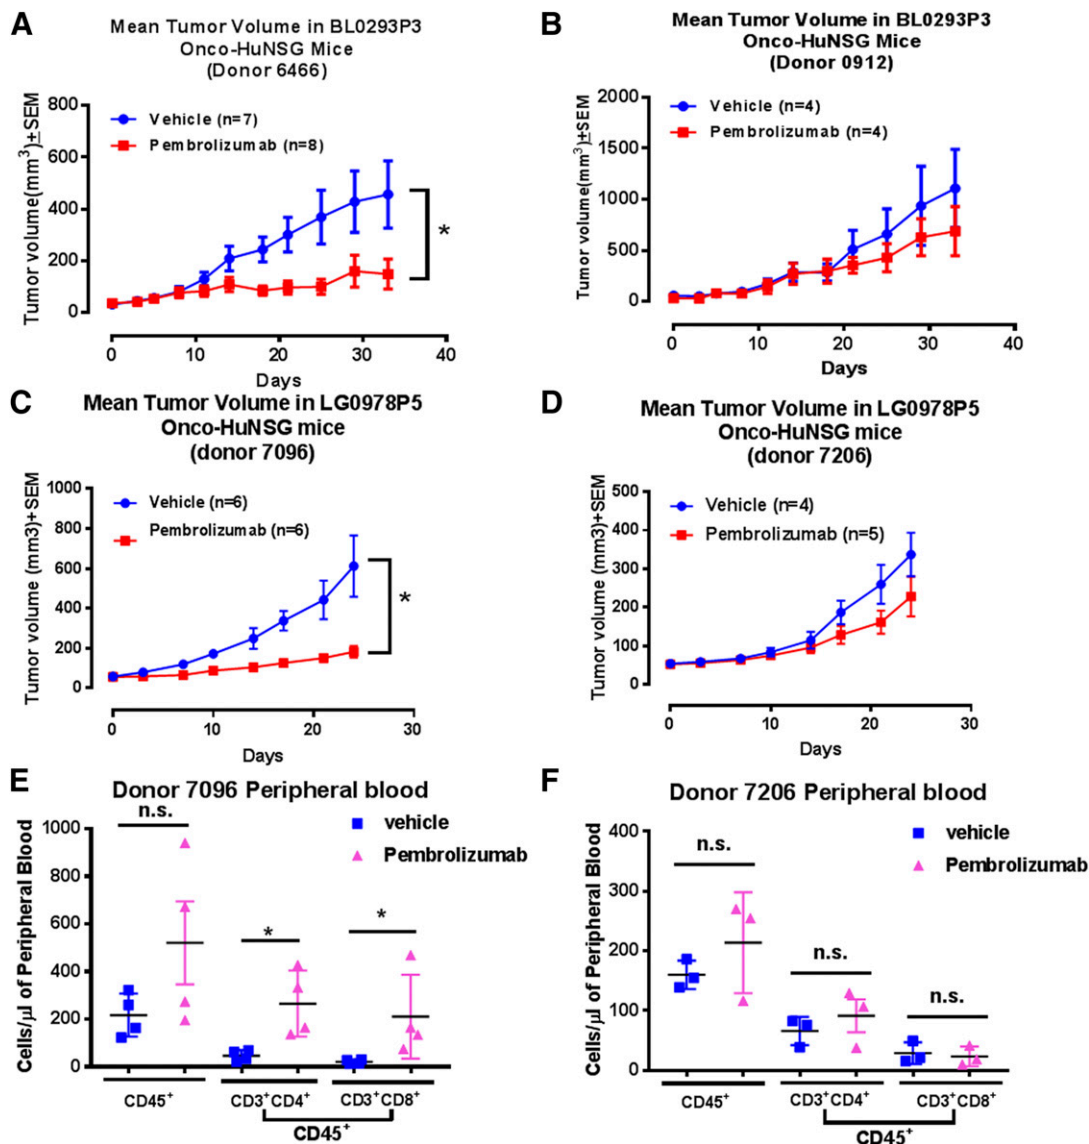 A
Mean Tumor Volume in BL0293P3
Onco-HuNSG Mice
(Donor 6466)
Tumor volume(mm³)±SEM
800
600
400
200
0
Vehicle (n=7)
Pembrolizumab (n=8)
*
0 10 20 30 40
Days
B
Mean Tumor Volume in BL0293P3
Onco-HuNSG Mice
(Donor 0912)
Tumor volume(mm³)±SEM
2000
1500
1000
500
0
Vehicle (n=4)
Pembrolizumab (n=4)
0 10 20 30 40
Days
C
Mean Tumor Volume in LG0978P5
Onco-HuNSG mice
(donor 7096)
Tumor volume (mm3)+SEM
1000
800
600
400
200
0
Vehicle (n=6)
Pembrolizumab (n=6)
*
0 10 20 30
Days
D
Mean Tumor Volume in LG0978P5
Onco-HuNSG mice
(donor 7206)
Tumor volume (mm3)+SEM
500
400
300
200
100
0
Vehicle (n=4)
Pembrolizumab (n=5)
0 10 20 30
Days
E
Donor 7096 Peripheral blood
Cells/µl of Peripheral Blood
1000
800
600
400
200
0
n.s.
vehicle
Pembrolizumab
*
*
CD45⁺
CD3⁺CD4⁺
CD3⁺CD8⁺
CD45⁺
F
Donor 7206 Peripheral blood
Cells/µl of Peripheral Blood
400
300
200
100
0
vehicle
Pembrolizumab
n.s.
n.s.
n.s.
CD45⁺
CD3⁺CD4⁺
CD3⁺CD8⁺
CD45⁺